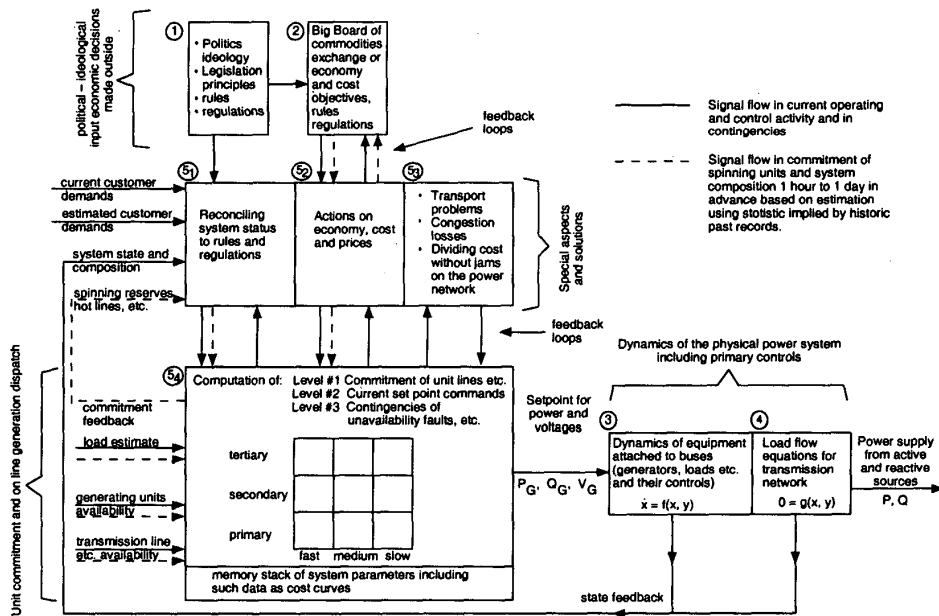 political – ideological
input economic decisions
made outside
1
• Politics
ideology
• Legislation
principles
• rules
• regulations
2
Big Board of
commodities
exchange or
economy
and cost
objectives,
rules
regulations
feedback
loops
Signal flow in current operating
and control activity and in
contingencies
Signal flow in commitment of
spinning units and system
composition 1 hour to 1 day in
advance based on estimation
using statistic implied by historic
past records.
current customer
demands
estimated customer
demands
system state and
composition
spinning reserves
hot lines, etc.
51
Reconciling
system status
to rules and
regulations
52
Actions on
economy, cost
and prices
53
• Transport
problems
• Congestion
losses
• Dividing cost
without jams
on the power
network
Special aspects
and solutions
feedback
loops
Unit commitment and on line generation dispatch
commitment
feedback
load estimate
generating units
availability
transmission line
etc. availability
54
Computation of: Level #1 Commitment of unit lines etc.
Level #2 Current set point commands
Level #3 Contingencies of
unavailability faults, etc.
tertiary
secondary
primary
fast medium slow
memory stack of system parameters including
such data as cost curves
Setpoint for
power and
voltages
PG, QG, VG
Dynamics of the physical power system
including primary controls
3
Dynamics of equipment
attached to buses
(generators, loads etc.
and their controls)
ẋ = f(x, y)
4
Load flow
equations for
transmission
network
0 = g(x, y)
Power supply
from active
and reactive
sources
P, Q
state feedback